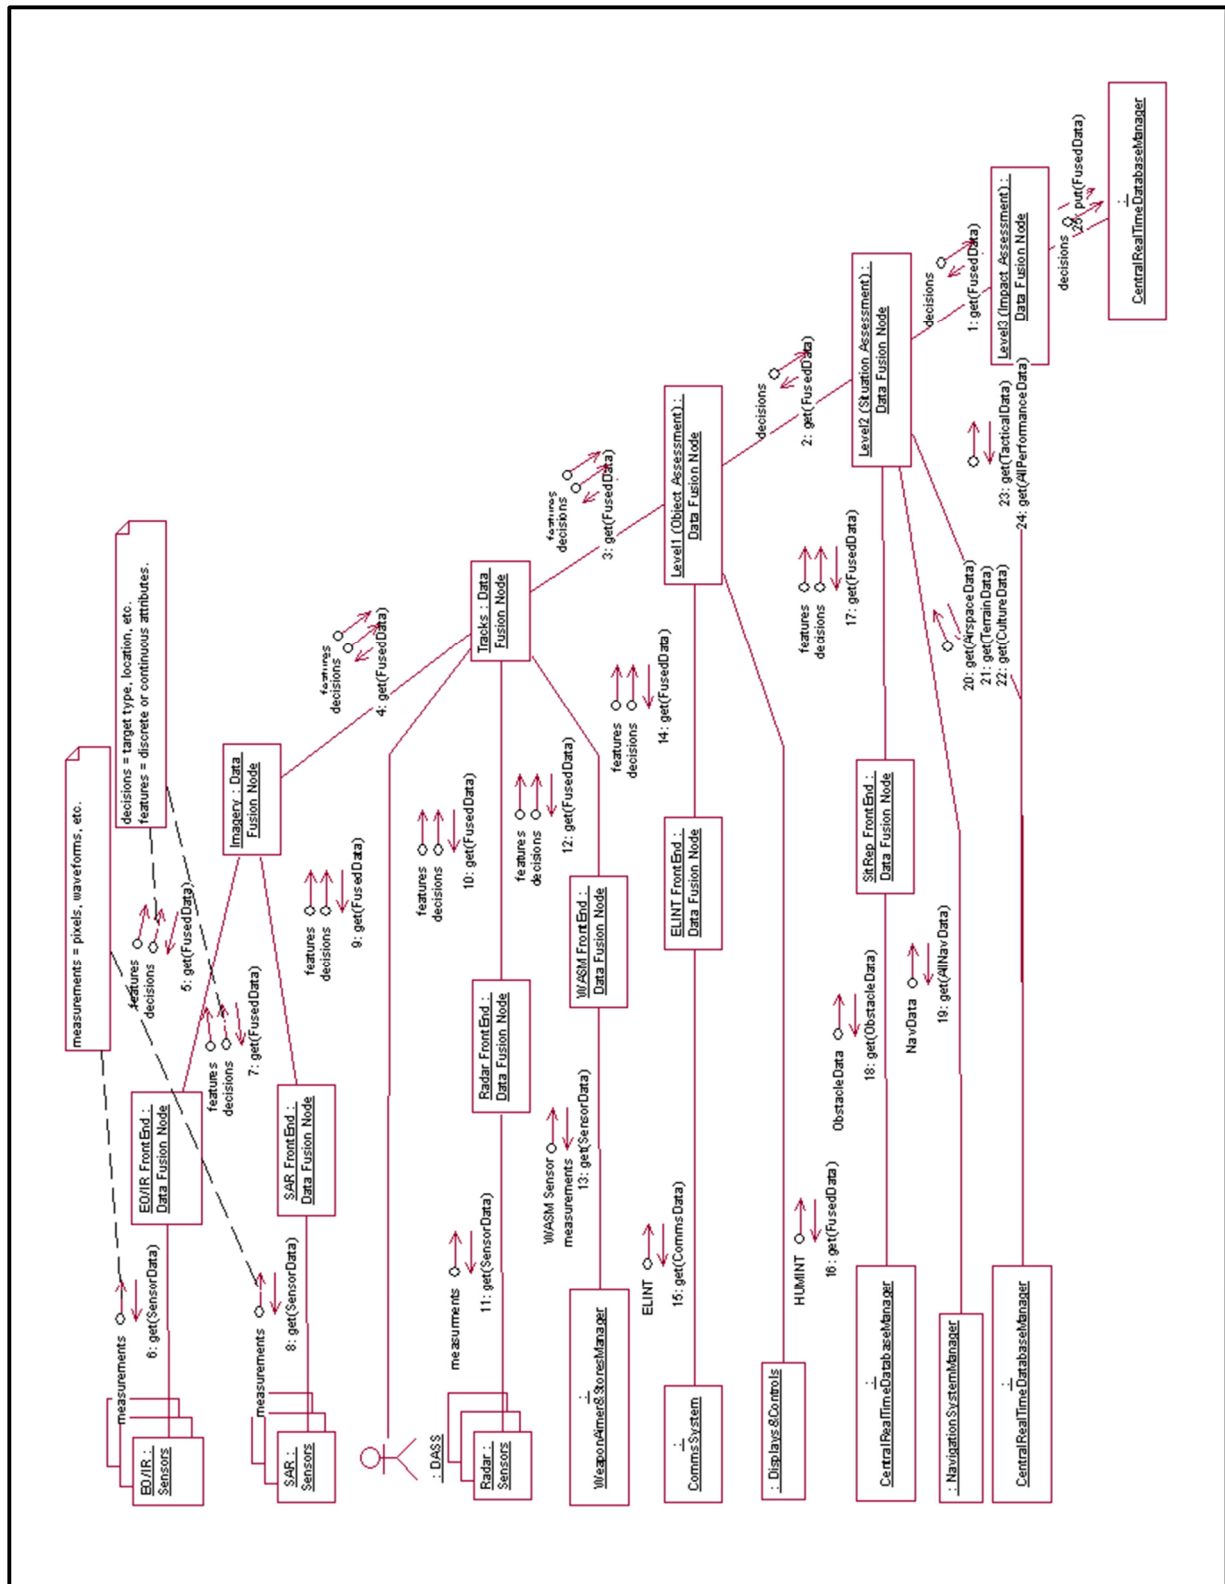 measurements = pixels, waveforms, etc.
decisions = target type, location, etc.
features = discrete or continuous attributes.
EO/IR :
Sensors
measurements
6: get(SensorData)
EO/IR FrontEnd :
Data Fusion Node
features
decisions
5: get(FusedData)
SAR :
Sensors
measurements
8: get(SensorData)
SAR FrontEnd :
Data Fusion Node
features
decisions
7: get(FusedData)
Imagery : Data
Fusion Node
features
decisions
4: get(FusedData)
: DASS
features
decisions
9: get(FusedData)
Radar :
Sensors
measurments
11: get(SensorData)
Radar FrontEnd :
Data Fusion Node
features
decisions
10: get(FusedData)
Tracks : Data
Fusion Node
features
decisions
3: get(FusedData)
:
WeaponAimer&StoresManager
WASM Sensor
measurements
13: get(SensorData)
WASM FrontEnd :
Data Fusion Node
features
decisions
12: get(FusedData)
:
CommsSystem
ELINT
15: get(CommsData)
ELINT FrontEnd :
Data Fusion Node
features
decisions
14: get(FusedData)
Level1 (Object Assessment) :
Data Fusion Node
decisions
2: get(FusedData)
: Displays&Controls
HUMINT
16: get(FusedData)
:
CentralRealTimeDatabaseManager
ObstacleData
18: get(ObstacleData)
SitRep FrontEnd :
Data Fusion Node
features
decisions
17: get(FusedData)
Level2 (Situation Assessment) :
Data Fusion Node
decisions
1: get(FusedData)
: NavigationSystemManager
NavData
19: get(AllNavData)
:
CentralRealTimeDatabaseManager
20: get(AirspaceData)
21: get(TerrainData)
22: get(CultureData)
23: get(TacticalData)
24: get(AllPerformanceData)
Level3 (Impact Assessment) :
Data Fusion Node
decisions
25: put(FusedData)
:
CentralRealTimeDatabaseManager